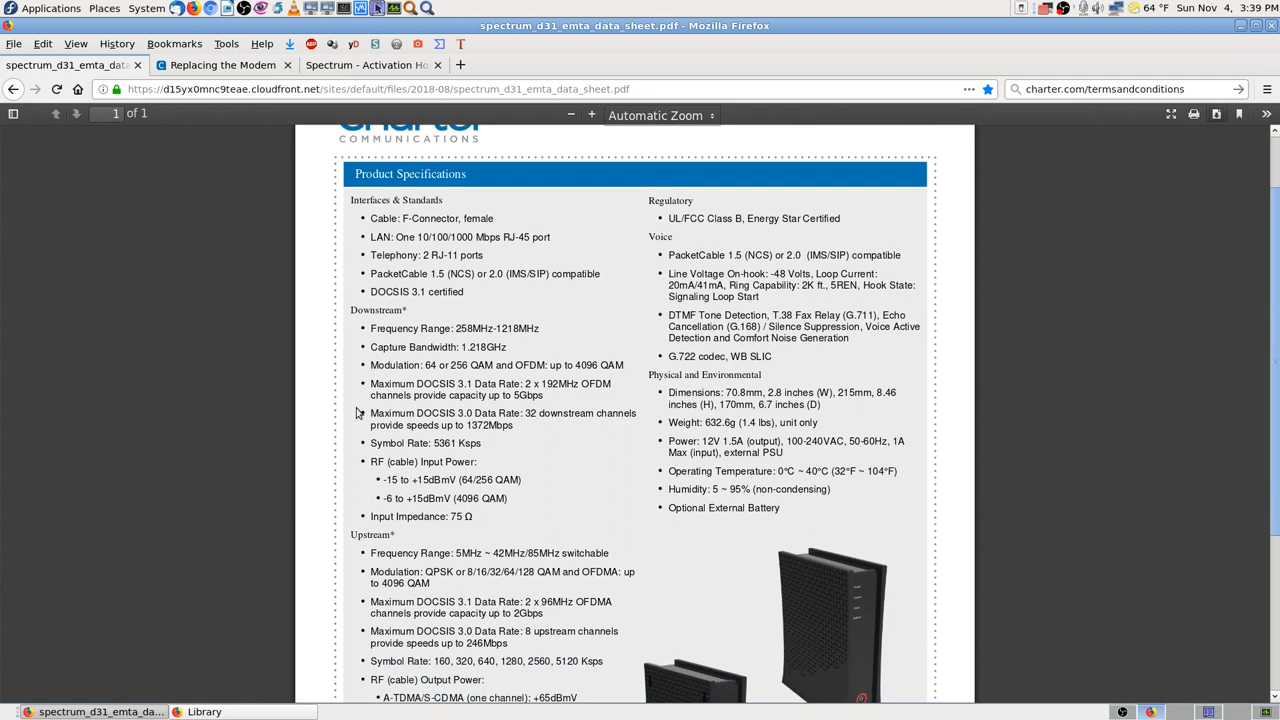 Applications Places System 64 °F Sun Nov 4, 3:39 PM
spectrum_d31_emta_data_sheet.pdf - Mozilla Firefox
File Edit View History Bookmarks Tools Help
spectrum_d31_emta_data
Replacing the Modem
Spectrum - Activation Ho
https://d15yx0mnc9teae.cloudfront.net/sites/default/files/2018-08/spectrum_d31_emta_data_sheet.pdf
charter.com/termsandconditions
1 of 1
Automatic Zoom
Charter
COMMUNICATIONS
Product Specifications
Interfaces & Standards
• Cable: F-Connector, female
• LAN: One 10/100/1000 Mbps RJ-45 port
• Telephony: 2 RJ-11 ports
• PacketCable 1.5 (NCS) or 2.0 (IMS/SIP) compatible
• DOCSIS 3.1 certified
Downstream*
• Frequency Range: 258MHz-1218MHz
• Capture Bandwidth: 1.218GHz
• Modulation: 64 or 256 QAM and OFDM: up to 4096 QAM
• Maximum DOCSIS 3.1 Data Rate: 2 x 192MHz OFDM
channels provide capacity up to 5Gbps
• Maximum DOCSIS 3.0 Data Rate: 32 downstream channels
provide speeds up to 1372Mbps
• Symbol Rate: 5361 Ksps
• RF (cable) Input Power:
• -15 to +15dBmV (64/256 QAM)
• -6 to +15dBmV (4096 QAM)
• Input Impedance: 75 Ω
Upstream*
• Frequency Range: 5MHz ~ 42MHz/85MHz switchable
• Modulation: QPSK or 8/16/32/64/128 QAM and OFDMA: up
to 4096 QAM
• Maximum DOCSIS 3.1 Data Rate: 2 x 96MHz OFDMA
channels provide capacity up to 2Gbps
• Maximum DOCSIS 3.0 Data Rate: 8 upstream channels
provide speeds up to 246Mbps
• Symbol Rate: 160, 320, 640, 1280, 2560, 5120 Ksps
• RF (cable) Output Power:
• A-TDMA/S-CDMA (one channel): +65dBmV
Regulatory
• UL/FCC Class B, Energy Star Certified
Voice
• PacketCable 1.5 (NCS) or 2.0 (IMS/SIP) compatible
• Line Voltage On-hook: -48 Volts, Loop Current:
20mA/41mA, Ring Capability: 2K ft., 5REN, Hook State:
Signaling Loop Start
• DTMF Tone Detection, T.38 Fax Relay (G.711), Echo
Cancellation (G.168) / Silence Suppression, Voice Active
Detection and Comfort Noise Generation
• G.722 codec, WB SLIC
Physical and Environmental
• Dimensions: 70.8mm, 2.8 inches (W), 215mm, 8.46
inches (H), 170mm, 6.7 inches (D)
• Weight: 632.6g (1.4 lbs), unit only
• Power: 12V 1.5A (output), 100-240VAC, 50-60Hz, 1A
Max (input), external PSU
• Operating Temperature: 0°C ~ 40°C (32°F ~ 104°F)
• Humidity: 5 ~ 95% (non-condensing)
• Optional External Battery
spectrum_d31_emta_da...
Library